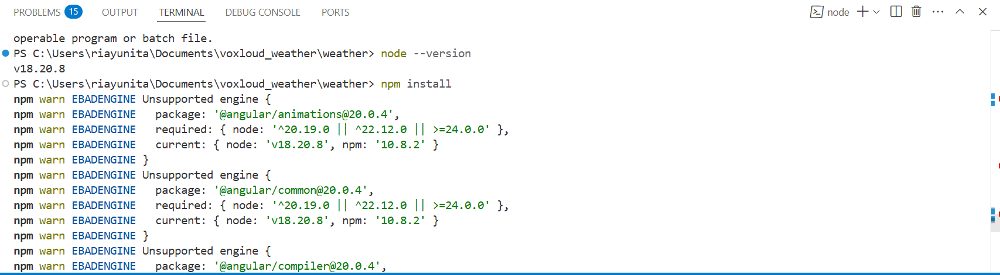 PROBLEMS 15 OUTPUT TERMINAL DEBUG CONSOLE PORTS node
operable program or batch file.
PS C:\Users\riayunita\Documents\voxloud_weather\weather> node --version
v18.20.8
PS C:\Users\riayunita\Documents\voxloud_weather\weather> npm install
npm warn EBADENGINE Unsupported engine {
npm warn EBADENGINE   package: '@angular/animations@20.0.4',
npm warn EBADENGINE   required: { node: '^20.19.0 || ^22.12.0 || >=24.0.0' },
npm warn EBADENGINE   current: { node: 'v18.20.8', npm: '10.8.2' }
npm warn EBADENGINE }
npm warn EBADENGINE Unsupported engine {
npm warn EBADENGINE   package: '@angular/common@20.0.4',
npm warn EBADENGINE   required: { node: '^20.19.0 || ^22.12.0 || >=24.0.0' },
npm warn EBADENGINE   current: { node: 'v18.20.8', npm: '10.8.2' }
npm warn EBADENGINE }
npm warn EBADENGINE Unsupported engine {
npm warn EBADENGINE   package: '@angular/compiler@20.0.4',